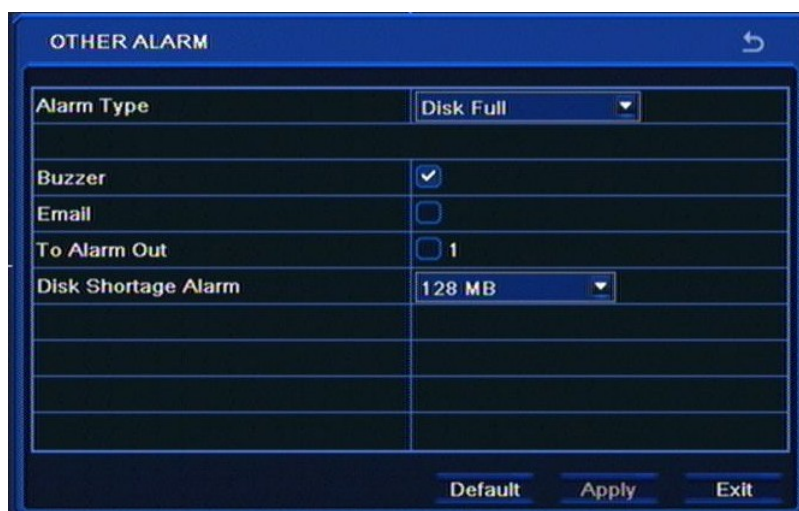 OTHER ALARM
Alarm Type Disk Full
Buzzer
Email
To Alarm Out 1
Disk Shortage Alarm 128 MB
Default Apply Exit